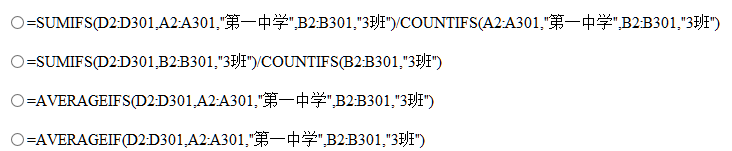 =SUMIFS(D2:D301,A2:A301,"第一中学",B2:B301,"3班")/COUNTIFS(A2:A301,"第一中学",B2:B301,"3班")
=SUMIFS(D2:D301,B2:B301,"3班")/COUNTIFS(B2:B301,"3班")
=AVERAGEIFS(D2:D301,A2:A301,"第一中学",B2:B301,"3班")
=AVERAGEIF(D2:D301,A2:A301,"第一中学",B2:B301,"3班")